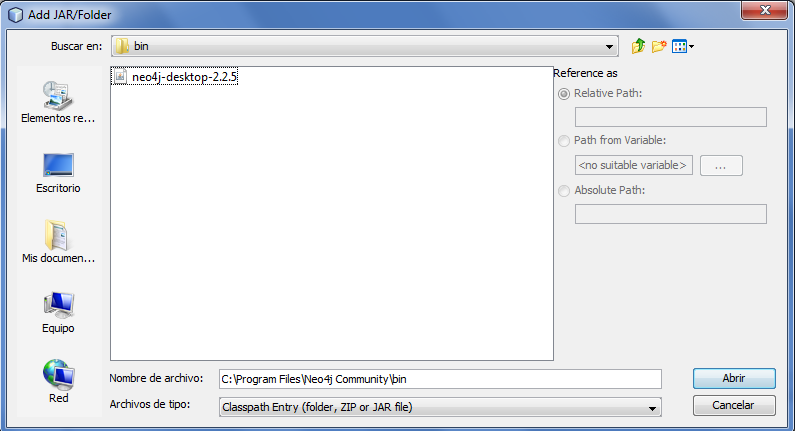 Add JAR/Folder
Buscar en:
bin
neo4j-desktop-2.2.5
Reference as
Relative Path:
Path from Variable:
<no suitable variable>
...
Absolute Path:
Elementos re...
Escritorio
Mis documen...
Equipo
Red
Nombre de archivo:
C:\Program Files\Neo4j Community\bin
Abrir
Archivos de tipo:
Classpath Entry (folder, ZIP or JAR file)
Cancelar